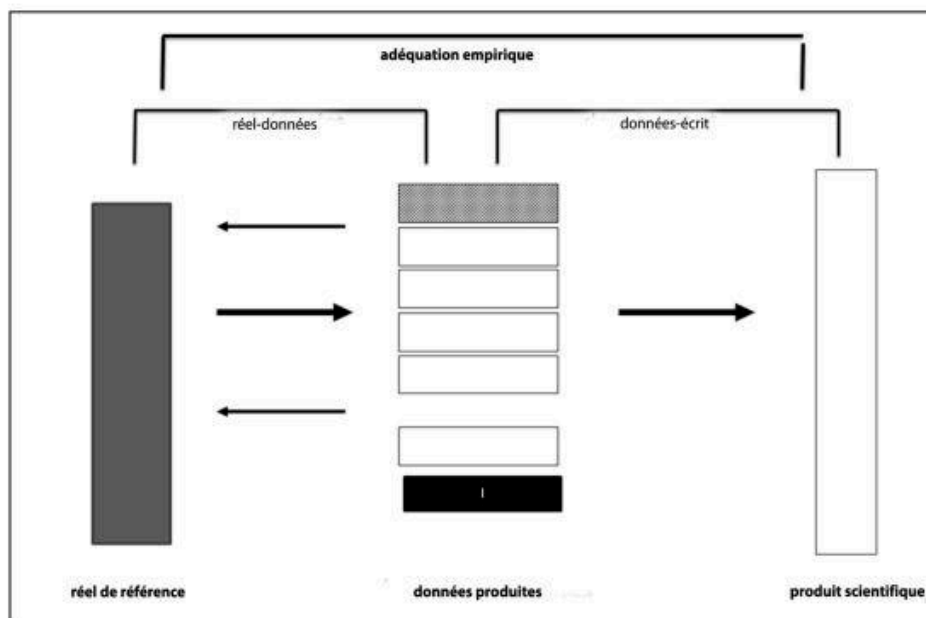 adéquation empirique
réel-données
données-écrit
I
réel de référence
données produites
produit scientifique